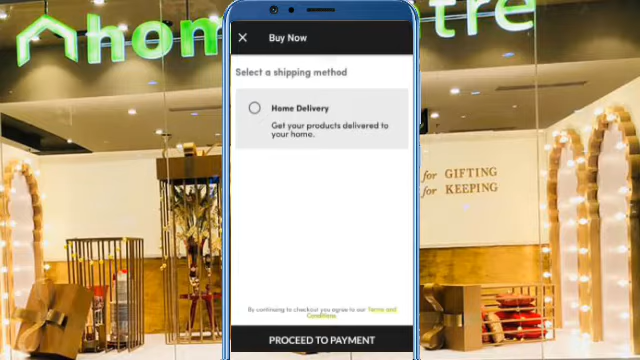 home
ntre
Buy Now
Select a shipping method
Home Delivery
Get your products delivered to
your home.
for GIFTING
for KEEPING
By continuing to checkout you agree to our Terms and
Conditions
PROCEED TO PAYMENT